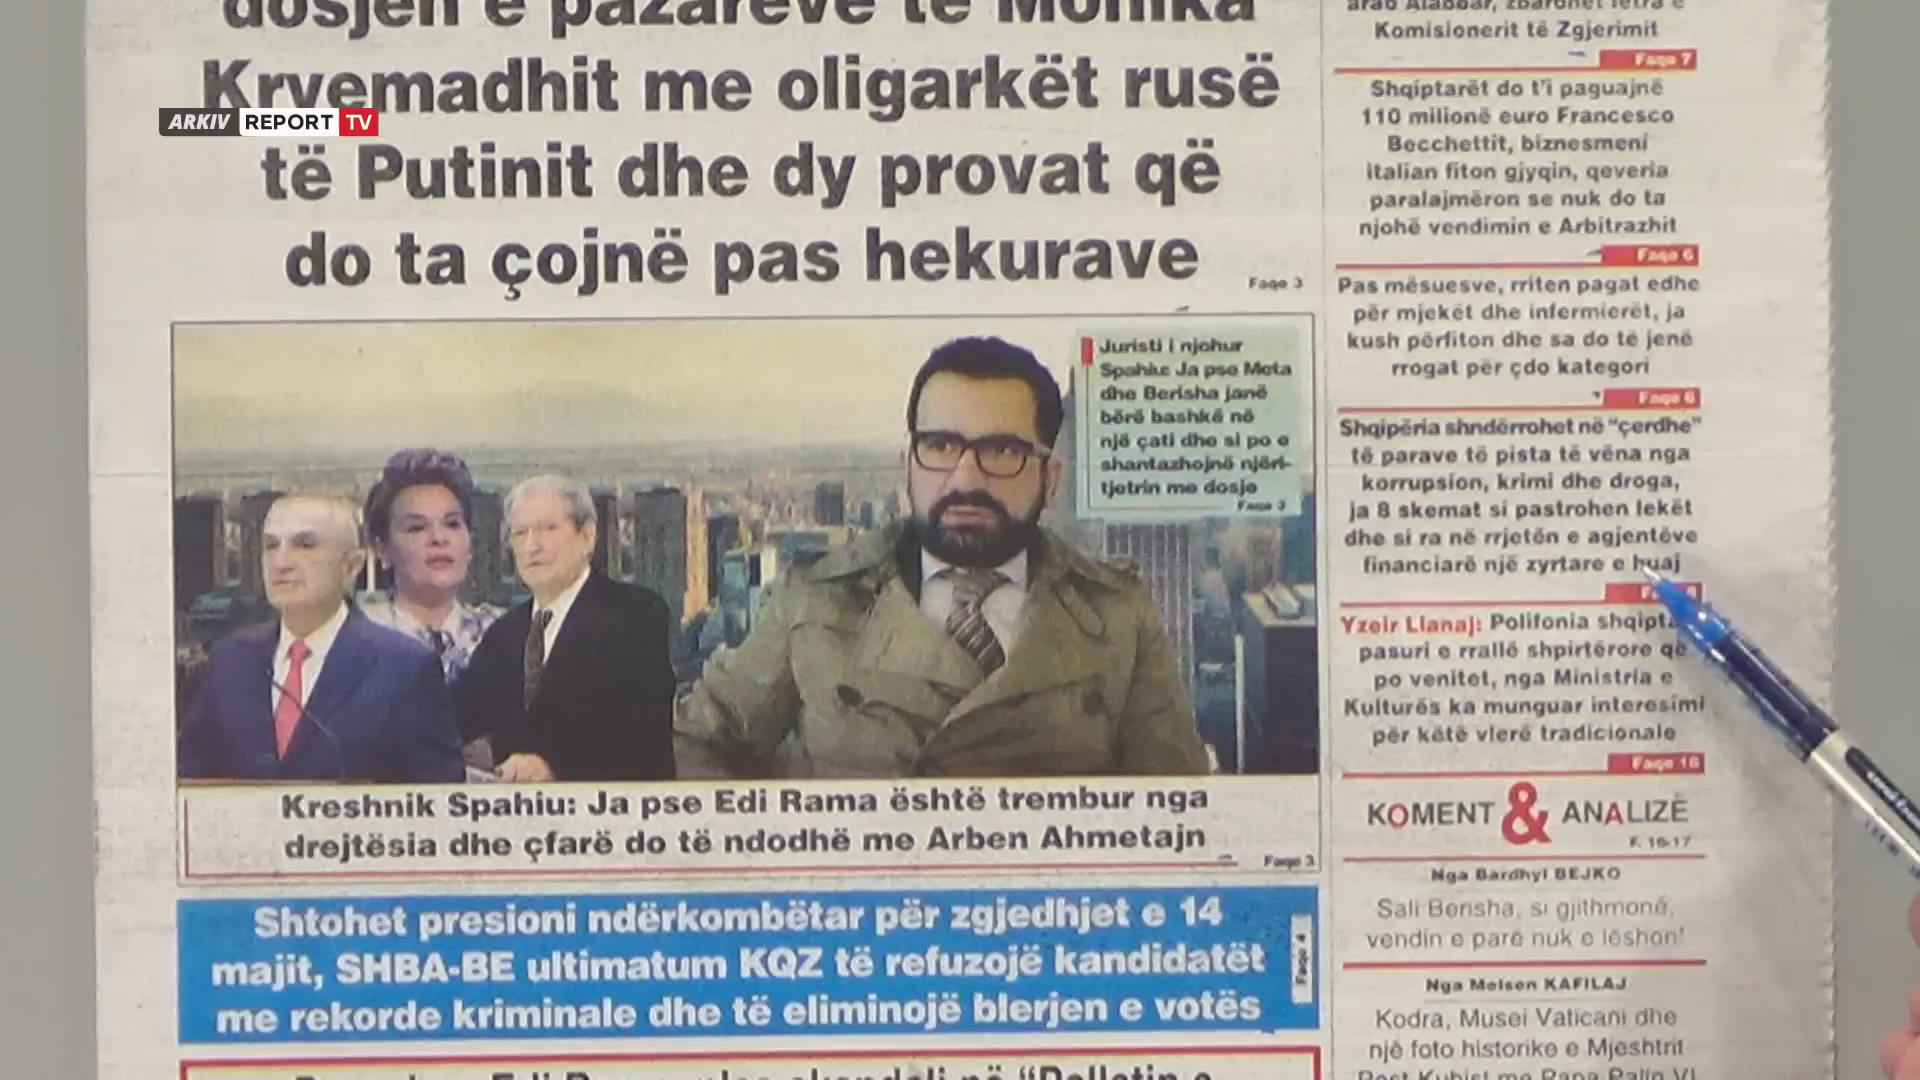 dosjen e pazareve të Monika
Kryemadhit me oligarkët rusë
të Putinit dhe dy provat që
do ta çojnë pas hekurave
Faqe 3
ARKIV REPORT TV
Juristi i njohur
Spahiu: Ja pse Meta
dhe Berisha janë
bërë bashkë në
një çati dhe si po e
shantazhojnë njëri-
tjetrin me dosje
Faqe 3
Kreshnik Spahiu: Ja pse Edi Rama është trembur nga
drejtësia dhe çfarë do të ndodhë me Arben Ahmetajn
Faqe 3
Shtohet presioni ndërkombëtar për zgjedhjet e 14
majit, SHBA-BE ultimatum KQZ të refuzojë kandidatët
me rekorde kriminale dhe të eliminojë blerjen e votës
Faqe 4
arab Alabbar, zbardhet letra e
Komisionerit të Zgjerimit
Faqe 7
Shqiptarët do t'i paguajnë
110 milionë euro Francesco
Becchettit, biznesmeni
italian fiton gjyqin, qeveria
paralajmëron se nuk do ta
njohë vendimin e Arbitrazhit
Faqe 6
Pas mësuesve, rriten pagat edhe
për mjekët dhe infermierët, ja
kush përfiton dhe sa do të jenë
rrogat për çdo kategori
Faqe 6
Shqipëria shndërrohet në "çerdhe"
të parave të pista të vëna nga
korrupsion, krimi dhe droga,
ja 8 skemat si pastrohen lekët
dhe si ra në rrjetën e agjentëve
financiarë një zyrtare e huaj
Yzeir Llanaj: Polifonia shqipta
pasuri e rrallë shpirtërore që
po venitet, nga Ministria e
Kulturës ka munguar interesimi
për këtë vlerë tradicionale
Faqe 16
KOMENT & ANALIZË
F. 16-17
Nga Bardhyl BEJKO
Sali Berisha, si gjithmonë,
vendin e parë nuk e lëshon!
Nga Melsen KAFILAJ
Kodra, Musei Vaticani dhe
një foto historike e Mjeshtrit